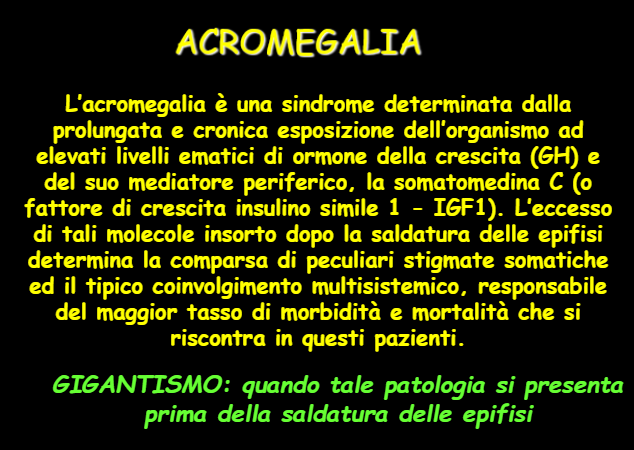 ACROMEGALIA
L'acromegalia è una sindrome determinata dalla
prolungata e cronica esposizione dell'organismo ad
elevati livelli ematici di ormone della crescita (GH) e
del suo mediatore periferico, la somatomedina C (o
fattore di crescita insulino simile 1 - IGF1). L'eccesso
di tali molecole insorto dopo la saldatura delle epifisi
determina la comparsa di peculiari stigmate somatiche
ed il tipico coinvolgimento multisistemico, responsabile
del maggior tasso di morbidità e mortalità che si
riscontra in questi pazienti.
GIGANTISMO: quando tale patologia si presenta
prima della saldatura delle epifisi